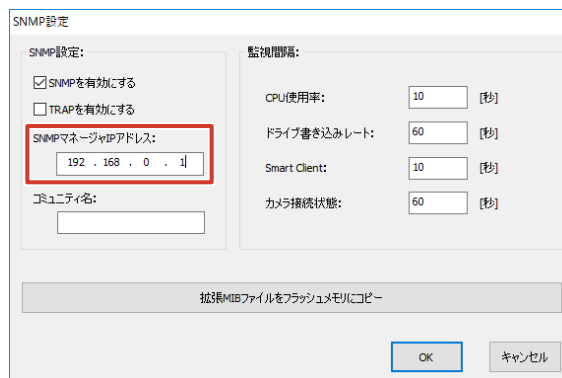 SNMP設定
SNMP設定:
SNMPを有効にする
TRAPを有効にする
SNMPマネージャIPアドレス:
192 . 168 . 0 . 1
コミュニティ名:
監視間隔:
CPU使用率: 10 [秒]
ドライブ書き込みレート: 60 [秒]
Smart Client: 10 [秒]
カメラ接続状態: 60 [秒]
拡張MIBファイルをフラッシュメモリにコピー
OK キャンセル